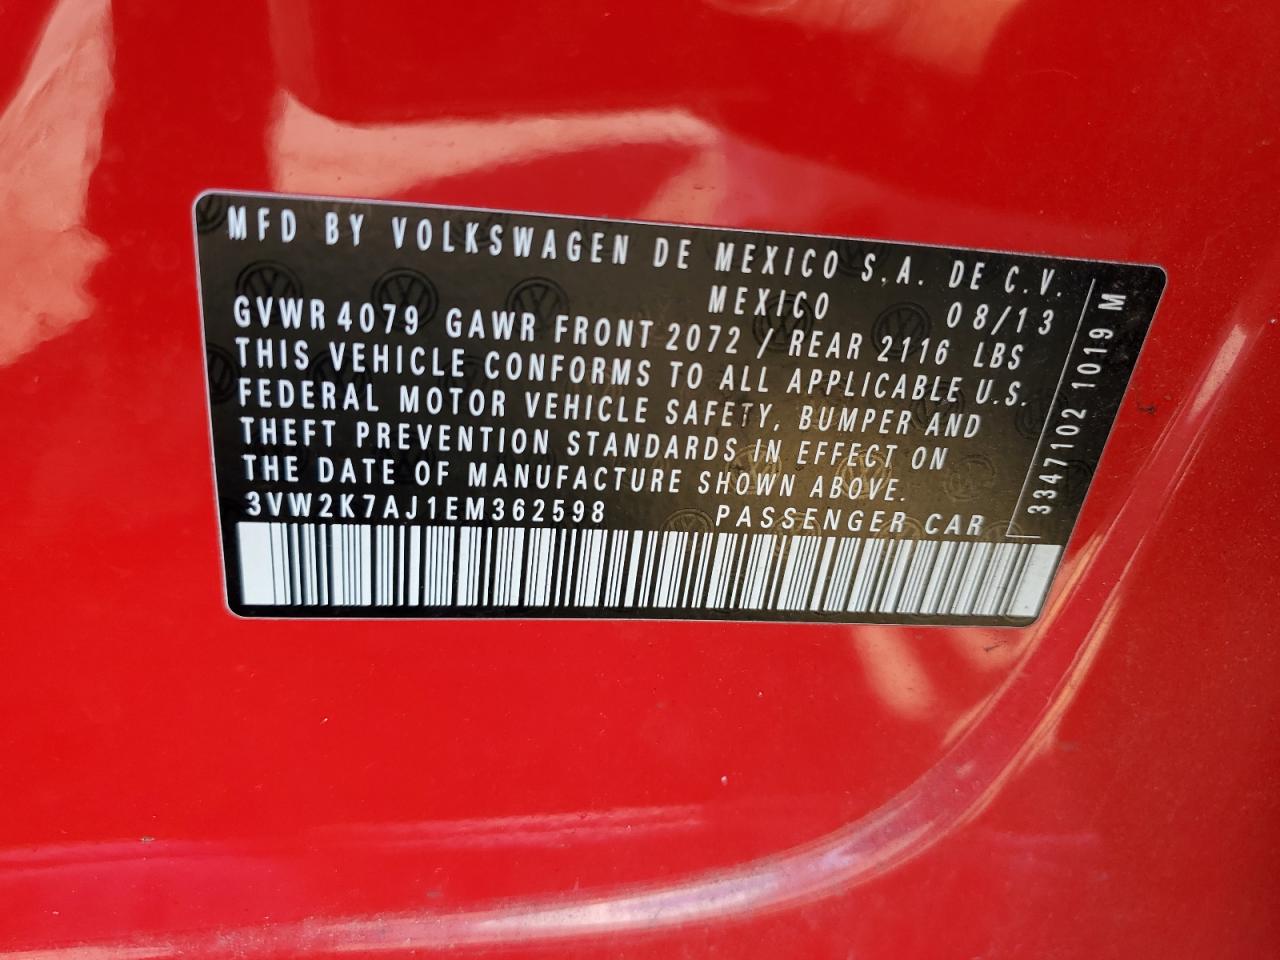 MFD BY VOLKSWAGEN DE MEXICO S.A. DE C.V.
MEXICO 08/13
GVWR 4079 GAWR FRONT 2072 / REAR 2116 LBS
THIS VEHICLE CONFORMS TO ALL APPLICABLE U.S.
FEDERAL MOTOR VEHICLE SAFETY, BUMPER AND
THEFT PREVENTION STANDARDS IN EFFECT ON
THE DATE OF MANUFACTURE SHOWN ABOVE.
3VW2K7AJ1EM362598 PASSENGER CAR
3347102 1019 M